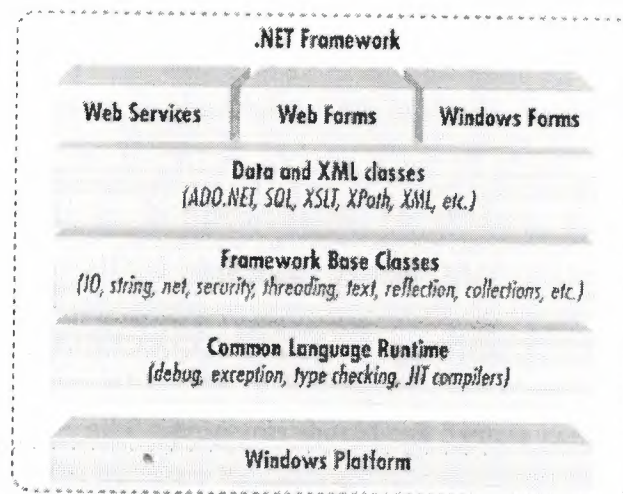 .NET Framework
Web Services Web Forms Windows Forms
Data and XML classes
(ADO.NET, SQL, XSLT, XPath, XML, etc.)
Framework Base Classes
(IO, string, net, security, threading, text, reflection, collections, etc.)
Common Language Runtime
(debug, exception, type checking, JIT compilers)
Windows Platform